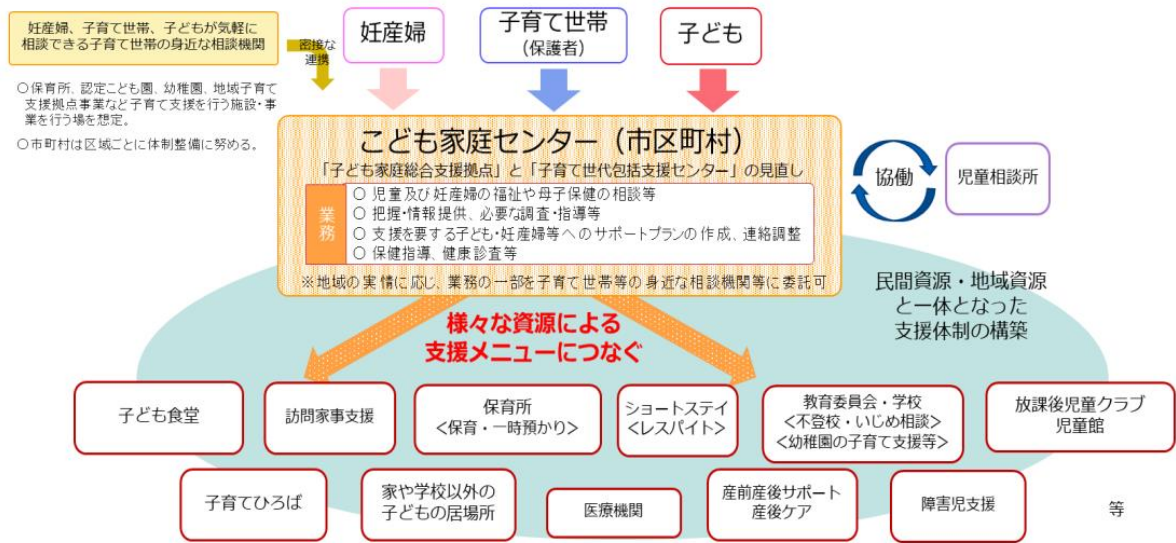 妊産婦、子育て世帯、子どもが気軽に
相談できる子育て世帯の身近な相談機関
○保育所、認定こども園、幼稚園、地域子育て
支援拠点事業など子育て支援を行う施設・事
業を行う場を想定。
○市町村は区域ごとに体制整備に努める。
密接な
連携
妊産婦
子育て世帯
（保護者）
子ども
こども家庭センター（市区町村）
「子ども家庭総合支援拠点」と「子育て世代包括支援センター」の見直し
業務
○ 児童及び妊産婦の福祉や母子保健の相談等
○ 把握・情報提供、必要な調査・指導等
○ 支援を要する子ども・妊産婦等へのサポートプランの作成、連絡調整
○ 保健指導、健康診査等
※地域の実情に応じ、業務の一部を子育て世帯等の身近な相談機関等に委託可
協働
児童相談所
民間資源・地域資源
と一体となった
支援体制の構築
様々な資源による
支援メニューにつなぐ
子ども食堂
訪問家事支援
保育所
<保育・一時預かり>
ショートステイ
<レスパイト>
教育委員会・学校
<不登校・いじめ相談>
<幼稚園の子育て支援等>
放課後児童クラブ
児童館
子育てひろば
家や学校以外の
子どもの居場所
医療機関
産前産後サポート
産後ケア
障害児支援
等